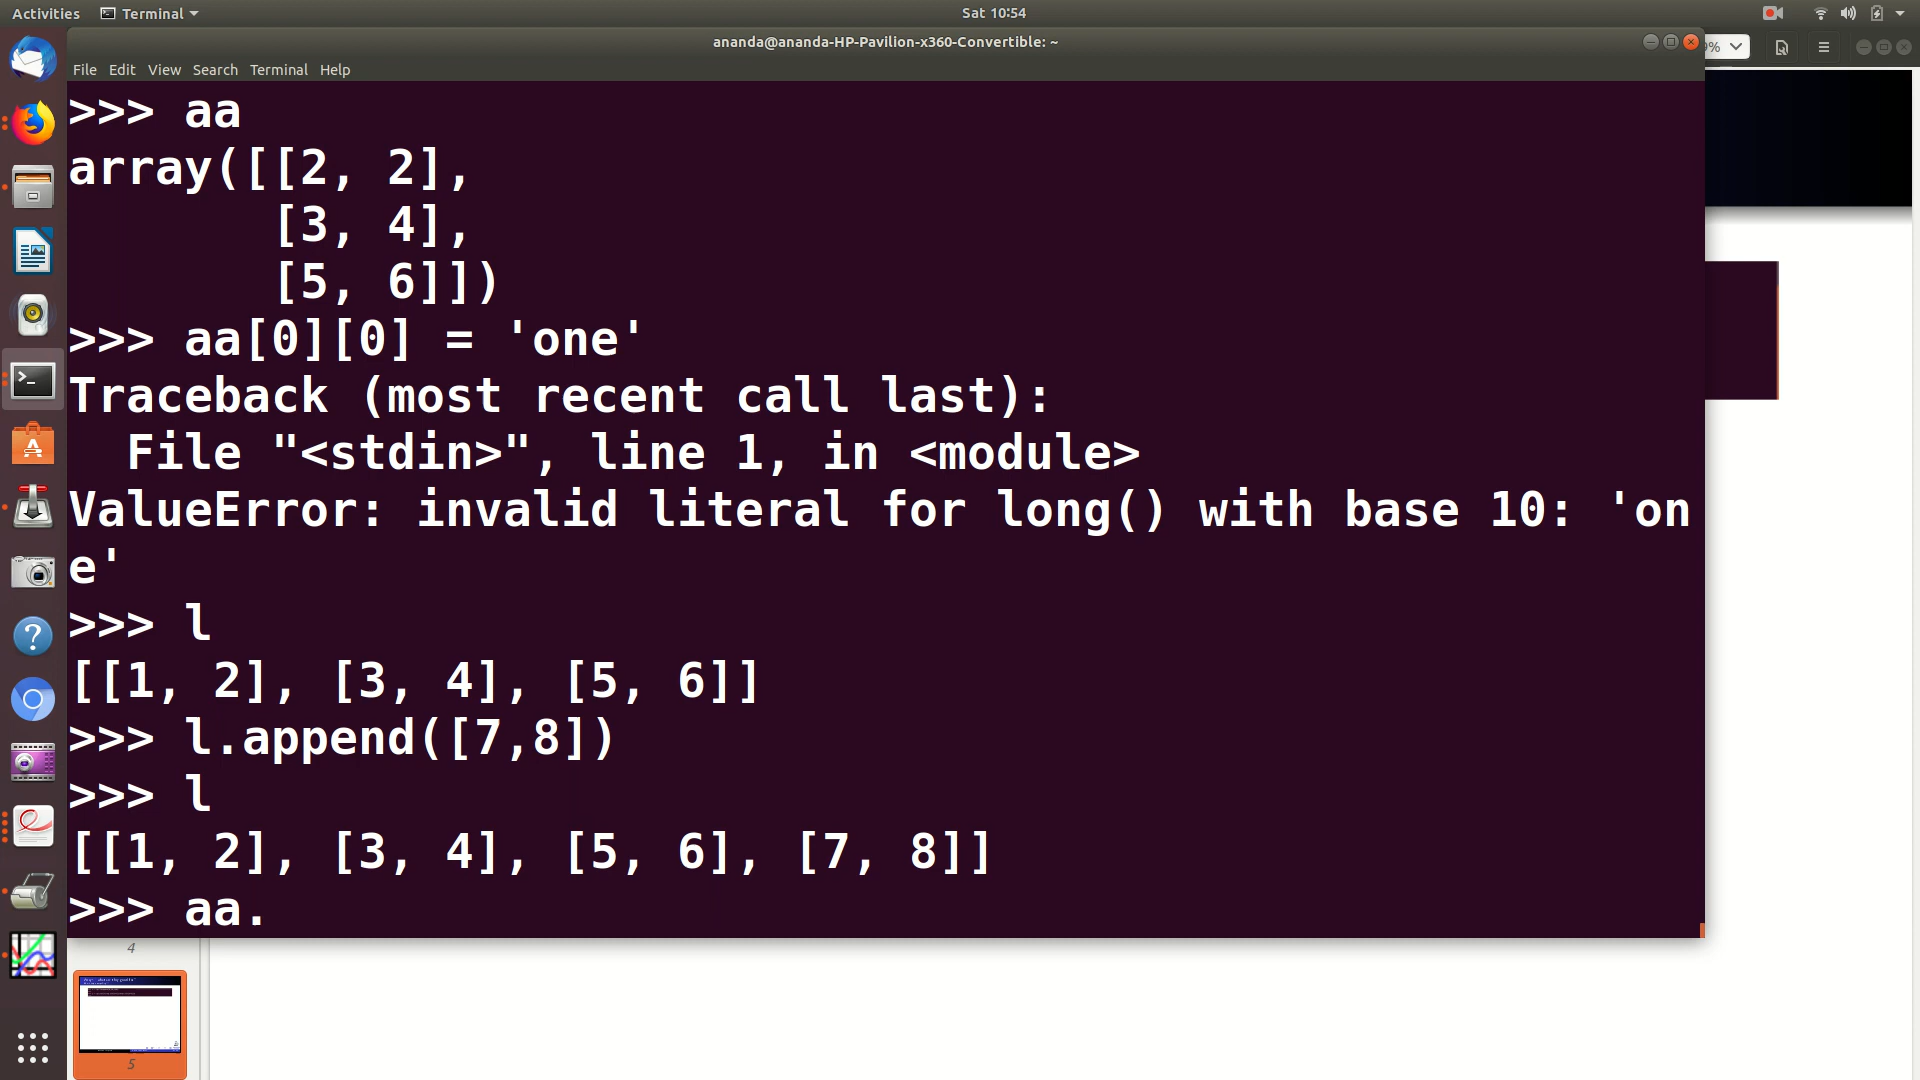 Activities Terminal Sat 10:54
ananda@ananda-HP-Pavilion-x360-Convertible: ~
%
File Edit View Search Terminal Help
>>> aa
array([[2, 2],
       [3, 4],
       [5, 6]])
>>> aa[0][0] = 'one'
Traceback (most recent call last):
  File "<stdin>", line 1, in <module>
ValueError: invalid literal for long() with base 10: 'on
e'
>>> l
[[1, 2], [3, 4], [5, 6]]
>>> l.append([7,8])
>>> l
[[1, 2], [3, 4], [5, 6], [7, 8]]
>>> aa.
4
5